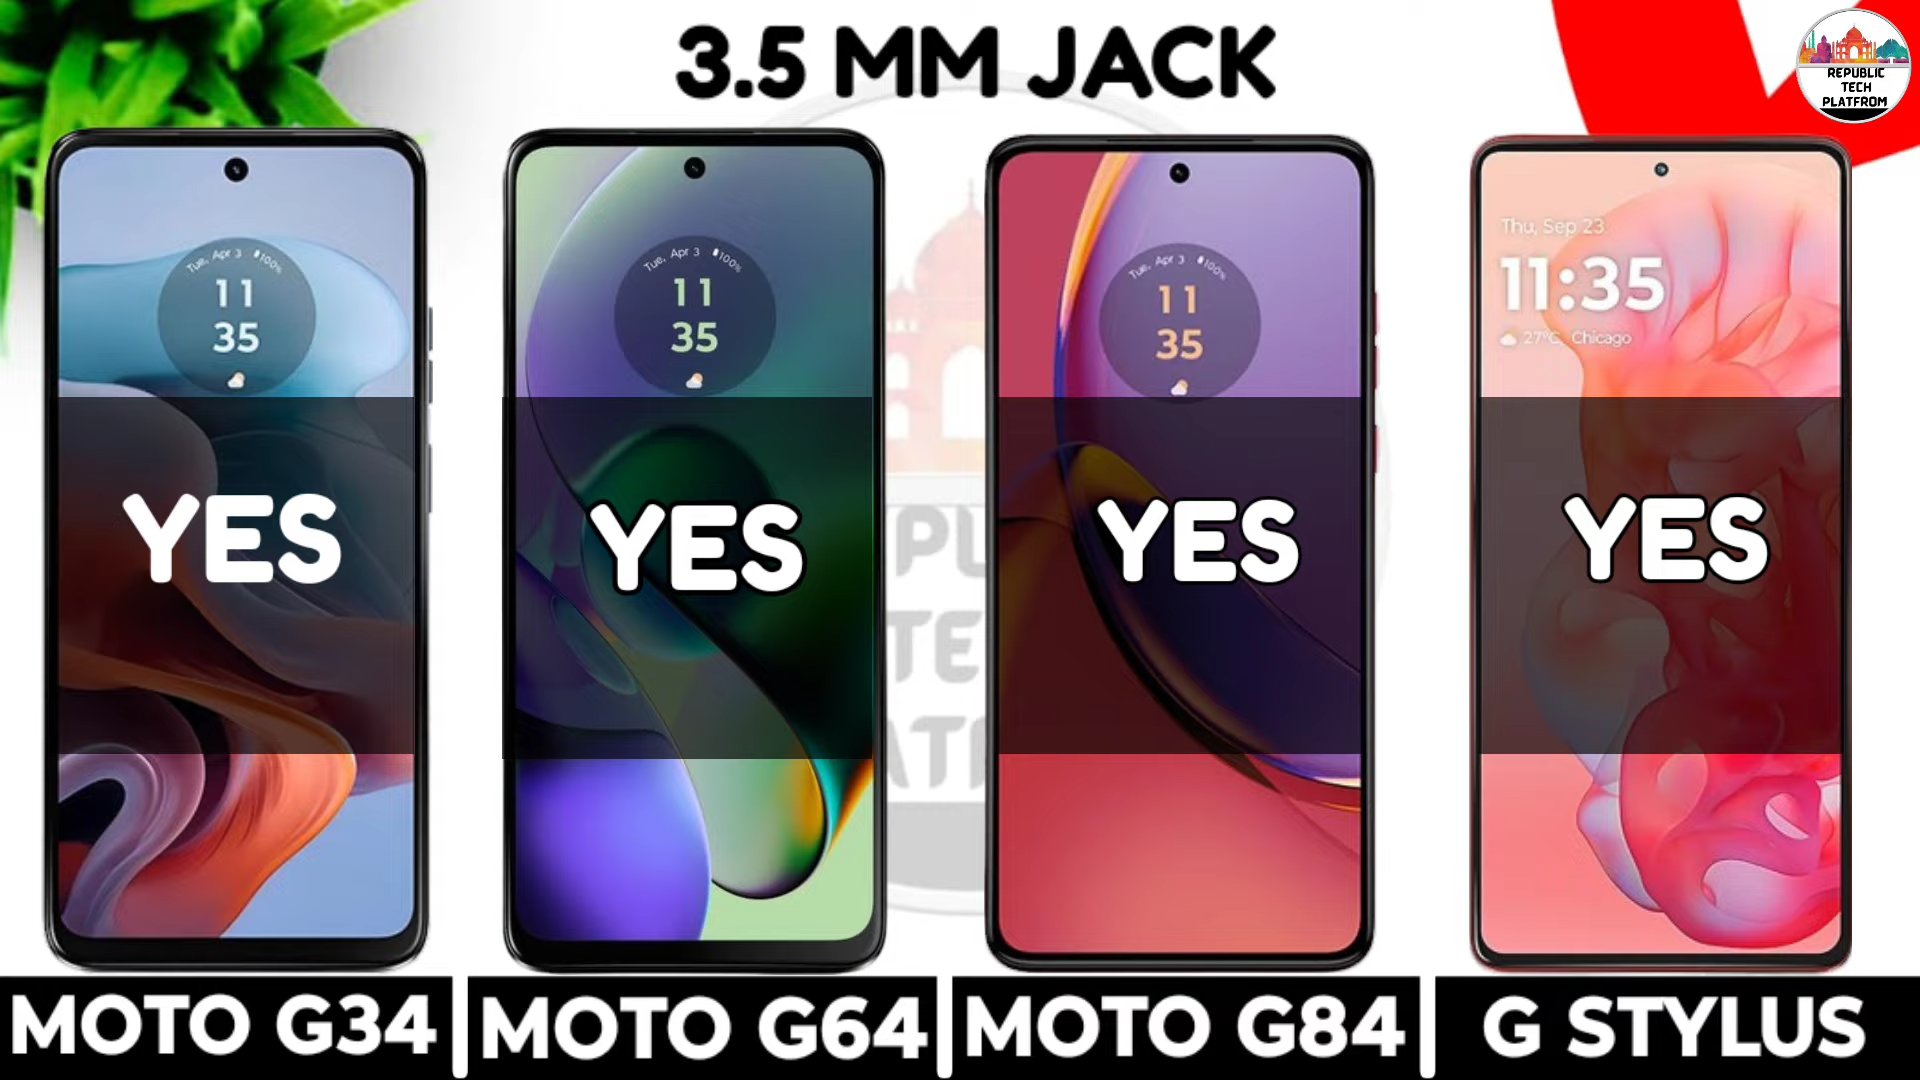 3.5 MM JACK
REPUBLIC
TECH
PLATFROM
Tue, Apr 3 100%
11
35
YES
MOTO G34
Tue, Apr 3 100%
11
35
YES
MOTO G64
Tue, Apr 3 100%
11
35
YES
MOTO G84
Thu, Sep 23
11:35
27°C Chicago
YES
G STYLUS